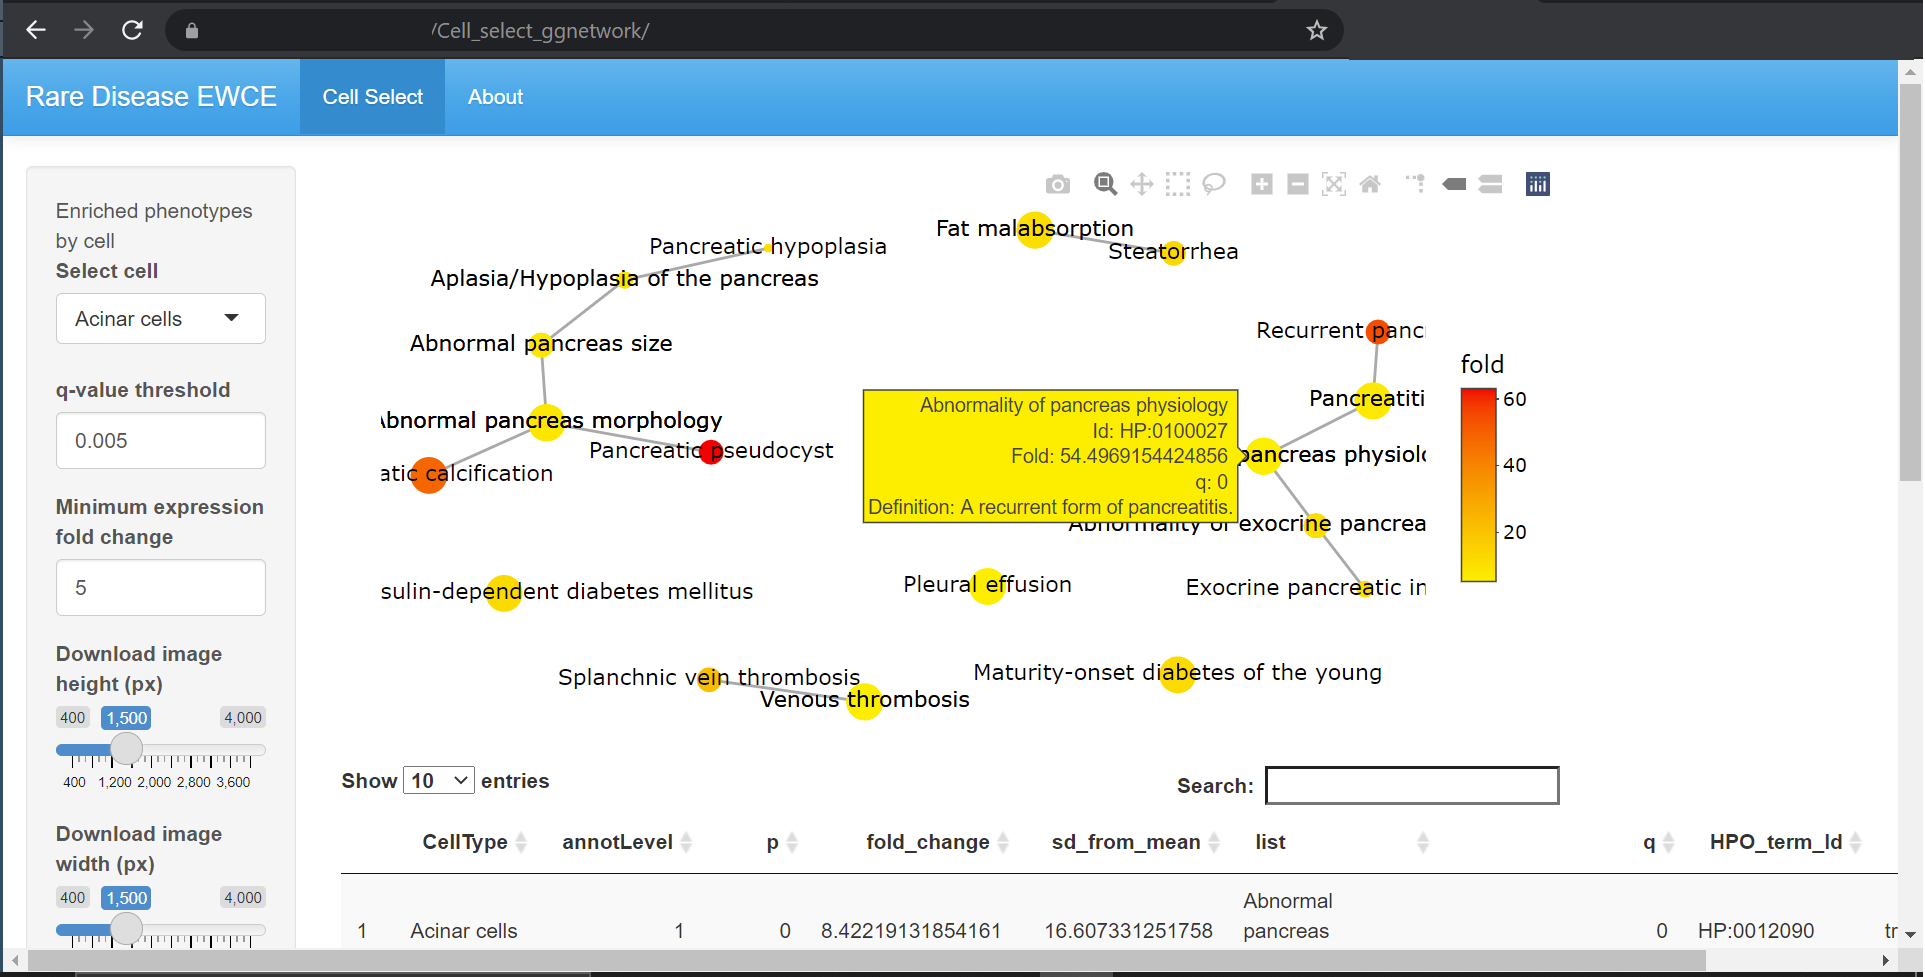 /Cell_select_ggnetwork/
Rare Disease EWCE
Cell Select
About
Enriched phenotypes
by cell
Select cell
Acinar cells
q-value threshold
0.005
Minimum expression
fold change
5
Download image
height (px)
400
1,500
4,000
400 1,200 2,000 2,800 3,600
Download image
width (px)
400
1,500
4,000
Fat malabsorption
Steatorrhea
Pancreatic hypoplasia
Aplasia/Hypoplasia of the pancreas
Abnormal pancreas size
Abnormal pancreas morphology
Pancreatic pseudocyst
atic calcification
Recurrent panc
Pancreatiti
Abnormality of pancreas physiology
Id: HP:0100027
Fold: 54.4969154424856
q: 0
Definition: A recurrent form of pancreatitis.
pancreas physiolo
Abnormality of exocrine pancrea
Exocrine pancreatic in
sulin-dependent diabetes mellitus
Pleural effusion
Splanchnic vein thrombosis
Venous thrombosis
Maturity-onset diabetes of the young
fold
60
40
20
Show 10 entries
Search:
CellType annotLevel p fold_change sd_from_mean list q HPO_term_Id
1 Acinar cells 1 0 8.42219131854161 16.607331251758 Abnormal pancreas 0 HP:0012090 tr